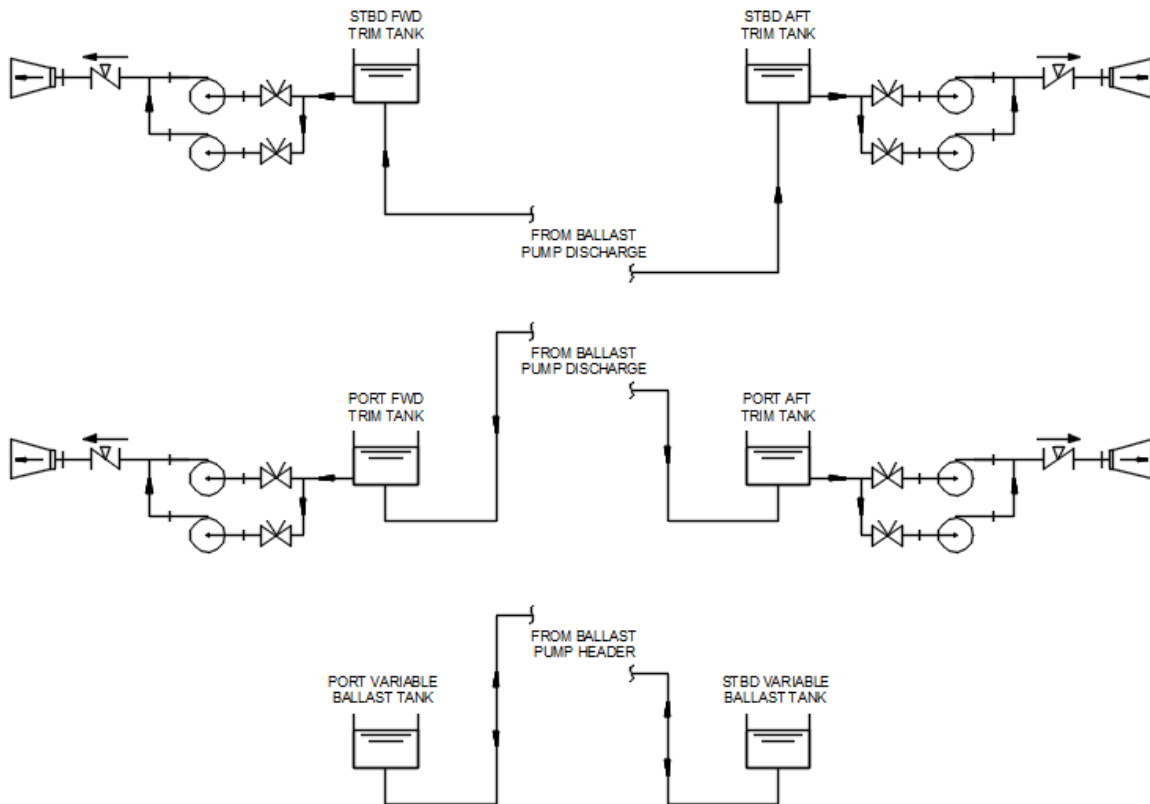 STBD FWD
TRIM TANK
STBD AFT
TRIM TANK
FROM BALLAST
PUMP DISCHARGE
FROM BALLAST
PUMP DISCHARGE
PORT FWD
TRIM TANK
PORT AFT
TRIM TANK
FROM BALLAST
PUMP HEADER
PORT VARIABLE
BALLAST TANK
STBD VARIABLE
BALLAST TANK